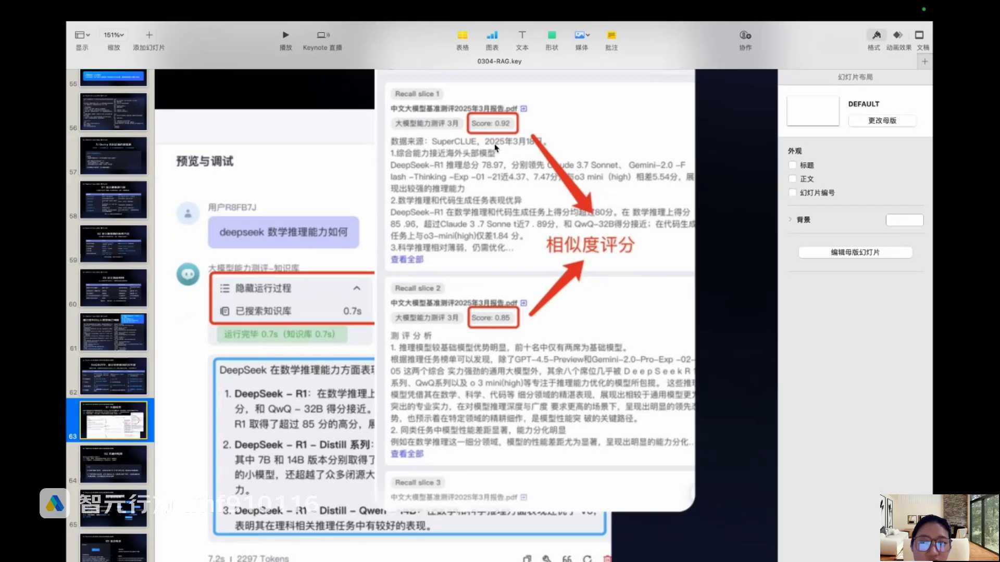 显示
151%
缩放
添加幻灯片
播放
Keynote 直播
表格
图表
文本
形状
媒体
批注
协作
格式
动画效果
文稿
0304-RAG.key
55
56
57
58
59
60
61
62
63
64
65
预览与调试
用户R8FB7J
deepseek 数学推理能力如何
大模型能力测评-知识库
隐藏运行过程
已搜索知识库 0.7s
运行完毕 0.7s（知识库 0.7s）
DeepSeek 在数学推理能力方面表
1. DeepSeek – R1：在数学推理上
分，和 QwQ – 32B 得分接近。
R1 取得了超过 85 分的高分，
2. DeepSeek – R1 – Distill 系列：
其中 7B 和 14B 版本分别取得了
的小模型，还超越了众多闭源大
力。
3. DeepSeek – R1 – Distill – Qwen
表明其在理科相关推理任务中有较好的表现。
7.2s | 2297 Tokens
Recall slice 1
中文大模型基准测评2025年3月报告.pdf
大模型能力测评 3月
Score: 0.92
数据来源：SuperCLUE，2025年3月18日。
1.综合能力接近海外头部模型
DeepSeek-R1 推理总分 78.97，分别领先 Claude 3.7 Sonnet、 Gemini-2.0 -F
lash -Thinking -Exp -01 -21近4.37、7.47分，与o3 mini（high）相差5.54分，展
现出较强的推理能力
2.数学推理和代码生成任务表现优异
DeepSeek-R1 在数学推理和代码生成任务上得分均超过80分。在 数学推理上得分
85 .96，超过Claude 3 .7 Sonne t近7 . 89分，和 QwQ-32B得分接近；在代码生成
任务上与o3-mini(high)仅差1.84 分。
3.科学推理相对薄弱，仍需优化...
查看全部
相似度评分
Recall slice 2
中文大模型基准测评2025年3月报告.pdf
大模型能力测评 3月
Score: 0.85
测 评 分 析
1. 推理模型较基础模型优势明显，前十名中仅有两席为基础模型。
根据推理任务榜单可以发现，除了GPT-4.5-Preview和Gemini-2.0-Pro-Exp -02-
05 这两个综合 实力强劲的通用大模型外，其余八个席位几乎被 D e e p S e e k R 1
系列、QwQ系列以及 o 3 mini(high)等专注于推理能力优化的模型所包揽。 这些推理
模型凭借其在数学、科学、代码等 细分领域的精湛表现，展现出相较于通用模型更为
突出的专业实力，在对模型推理深度与广度 要求更高的场景下，呈现出明显的领先态
势，也预示着在特定领域的精耕细作，是模型性能突 破的关键路径。
2. 同类任务中模型性能差距显著，能力分化明显
例如在数学推理这一细分领域，模型的性能差距尤为显著，呈现出明显的能力分化...
查看全部
Recall slice 3
中文大模型基准测评2025年3月报告.pdf
幻灯片布局
DEFAULT
更改母版
外观
标题
正文
幻灯片编号
背景
编辑母版幻灯片
智元行
910116